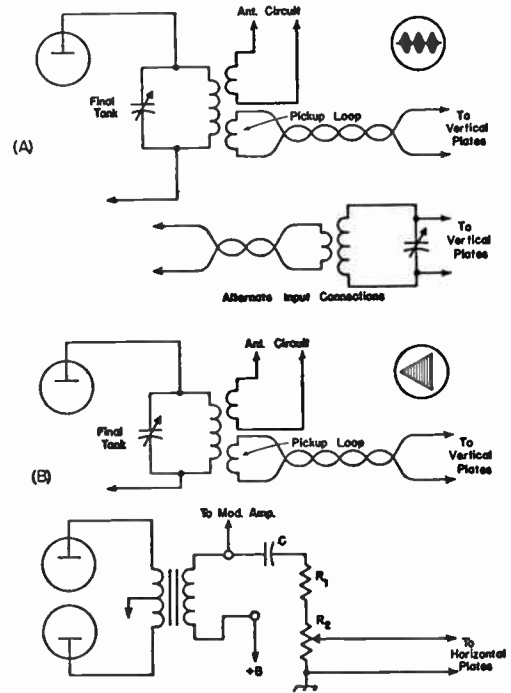 Ant. Circuit
Final
Tank
Pickup Loop
To
Vertical
Plates
(A)
To
Vertical
Plates
Alternate Input Connections
Ant. Circuit
Final
Tank
Pickup Loop
To
Vertical
Plates
(B)
To Mod. Amp.
C
R1
R2
To
Horizontal
Plates
+B